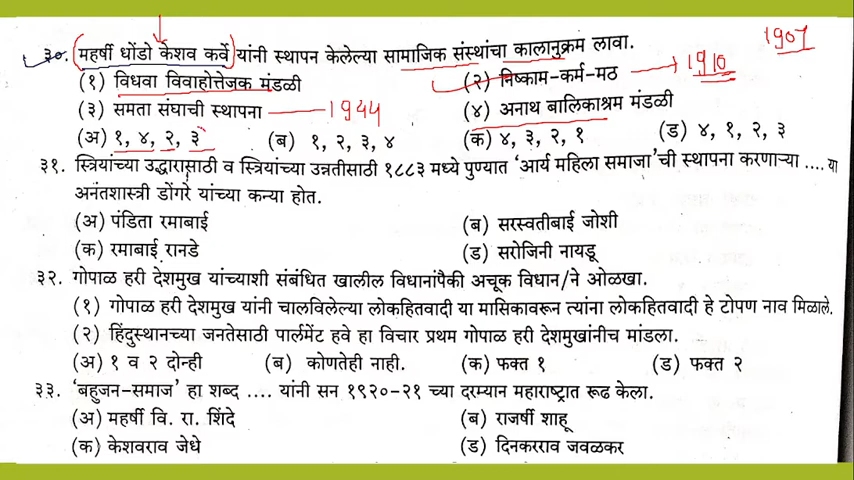 1907
३०. महर्षी धोंडो केशव कर्वे यांनी स्थापन केलेल्या सामाजिक संस्थांचा कालानुक्रम लावा.
(१) विधवा विवाहोत्तेजक मंडळी (२) निष्काम-कर्म-मठ 1910
(३) समता संघाची स्थापना 1944 (४) अनाथ बालिकाश्रम मंडळी
(अ) १, ४, २, ३ (ब) १, २, ३, ४ (क) ४, ३, २, १ (ड) ४, १, २, ३
३१. स्त्रियांच्या उद्धारासाठी व स्त्रियांच्या उन्नतीसाठी १८८३ मध्ये पुण्यात ‘आर्य महिला समाजा’ची स्थापना करणाऱ्या .... या
अनंतशास्त्री डोंगरे यांच्या कन्या होत.
(अ) पंडिता रमाबाई (ब) सरस्वतीबाई जोशी
(क) रमाबाई रानडे (ड) सरोजिनी नायडू
३२. गोपाळ हरी देशमुख यांच्याशी संबंधित खालील विधानांपैकी अचूक विधान/ने ओळखा.
(१) गोपाळ हरी देशमुख यांनी चालविलेल्या लोकहितवादी या मासिकावरून त्यांना लोकहितवादी हे टोपण नाव मिळाले.
(२) हिंदुस्थानच्या जनतेसाठी पार्लमेंट हवे हा विचार प्रथम गोपाळ हरी देशमुखांनीच मांडला.
(अ) १ व २ दोन्ही (ब) कोणतेही नाही. (क) फक्त १ (ड) फक्त २
३३. ‘बहुजन-समाज’ हा शब्द .... यांनी सन १९२०-२१ च्या दरम्यान महाराष्ट्रात रूढ केला.
(अ) महर्षी वि. रा. शिंदे (ब) राजर्षी शाहू
(क) केशवराव जेधे (ड) दिनकरराव जवळकर